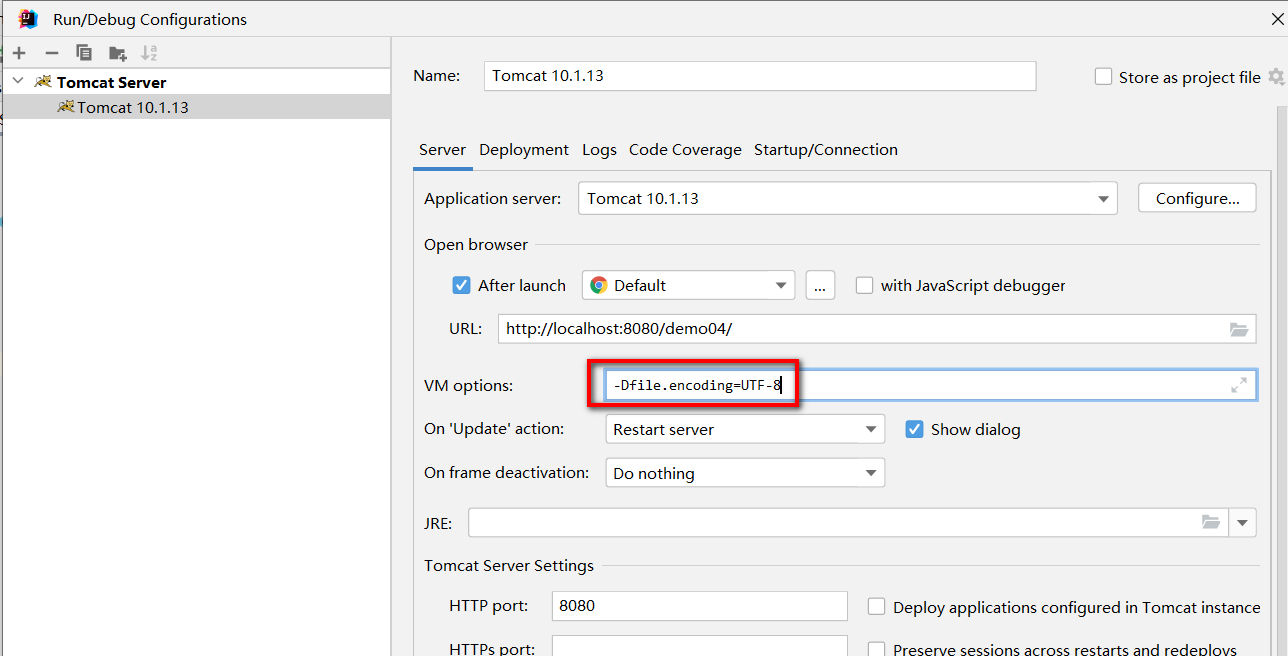 Run/Debug Configurations
Tomcat Server
Tomcat 10.1.13
Name: Tomcat 10.1.13 Store as project file
Server Deployment Logs Code Coverage Startup/Connection
Application server: Tomcat 10.1.13 Configure...
Open browser
After launch Default ... with JavaScript debugger
URL: http://localhost:8080/demo04/
VM options: -Dfile.encoding=UTF-8
On 'Update' action: Restart server Show dialog
On frame deactivation: Do nothing
JRE:
Tomcat Server Settings
HTTP port: 8080 Deploy applications configured in Tomcat instance
HTTPs port: Preserve sessions across restarts and redeploys